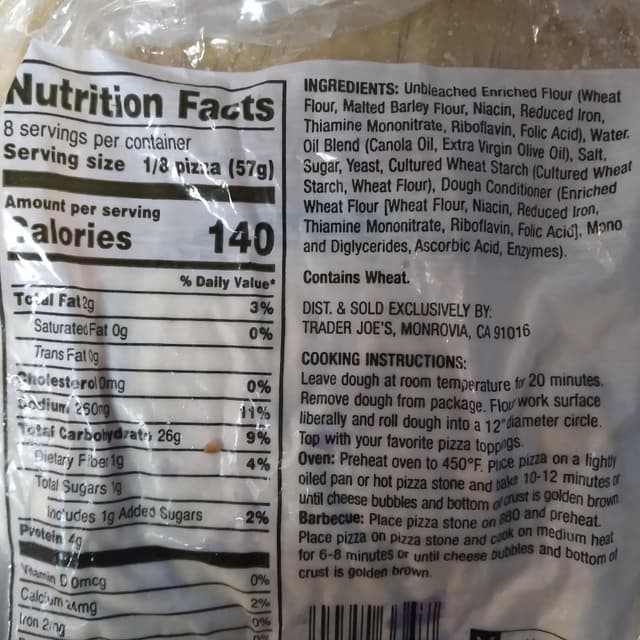 Nutrition Facts
8 servings per container
Serving size 1/8 pizza (57g)
Amount per serving
Calories 140
% Daily Value*
Total Fat 2g 3%
Saturated Fat 0g 0%
Trans Fat 0g
Cholesterol 0mg 0%
Sodium 260mg 11%
Total Carbohydrate 26g 9%
Dietary Fiber 1g 4%
Total Sugars 1g
Includes 1g Added Sugars 2%
Protein 4g
Vitamin D 0mcg 0%
Calcium 2%
Iron 0%
INGREDIENTS: Unbleached Enriched Flour (Wheat
Flour, Malted Barley Flour, Niacin, Reduced Iron,
Thiamine Mononitrate, Riboflavin, Folic Acid), Water,
Oil Blend (Canola Oil, Extra Virgin Olive Oil), Salt,
Sugar, Yeast, Cultured Wheat Starch (Cultured Wheat
Starch, Wheat Flour), Dough Conditioner (Enriched
Wheat Flour [Wheat Flour, Niacin, Reduced Iron,
Thiamine Mononitrate, Riboflavin, Folic Acid], Mono
and Diglycerides, Ascorbic Acid, Enzymes).
Contains Wheat.
DIST. & SOLD EXCLUSIVELY BY:
TRADER JOE'S, MONROVIA, CA 91016
COOKING INSTRUCTIONS:
Leave dough at room temperature for 20 minutes.
Remove dough from package. Flour work surface
liberally and roll dough into a 12" diameter circle.
Top with your favorite pizza toppings.
Oven: Preheat oven to 450°F. Place pizza on a lightly
oiled pan or hot pizza stone and bake 10-12 minutes or
until cheese bubbles and bottom of crust is golden brown
Barbecue: Place pizza stone on BBQ and preheat.
Place pizza on pizza stone and cook on medium heat
for 6-8 minutes or until cheese bubbles and bottom of
crust is golden brown.